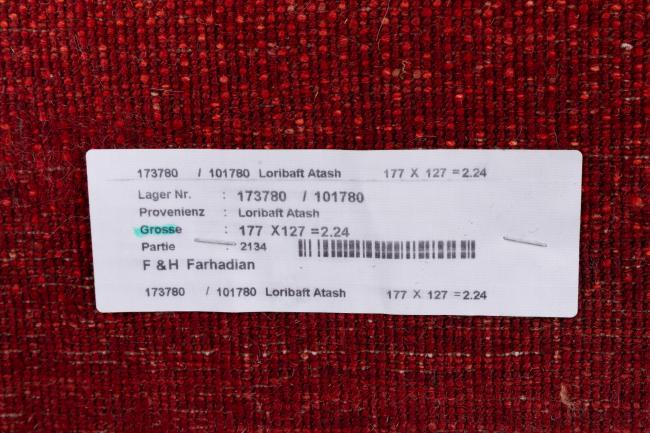 173780 / 101780 Loribaft Atash 177 X 127 =2.24
Lager Nr. : 173780 / 101780
Provenienz : Loribaft Atash
Grosse : 177 X127 =2.24
Partie : 2134
F & H Farhadian
173780 / 101780 Loribaft Atash 177 X 127 =2.24